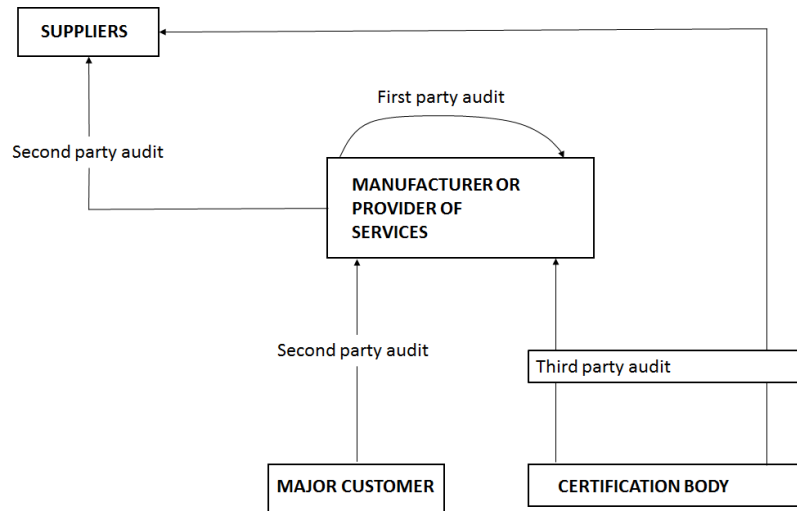 SUPPLIERS
First party audit
Second party audit
MANUFACTURER OR
PROVIDER OF
SERVICES
Second party audit
Third party audit
MAJOR CUSTOMER
CERTIFICATION BODY